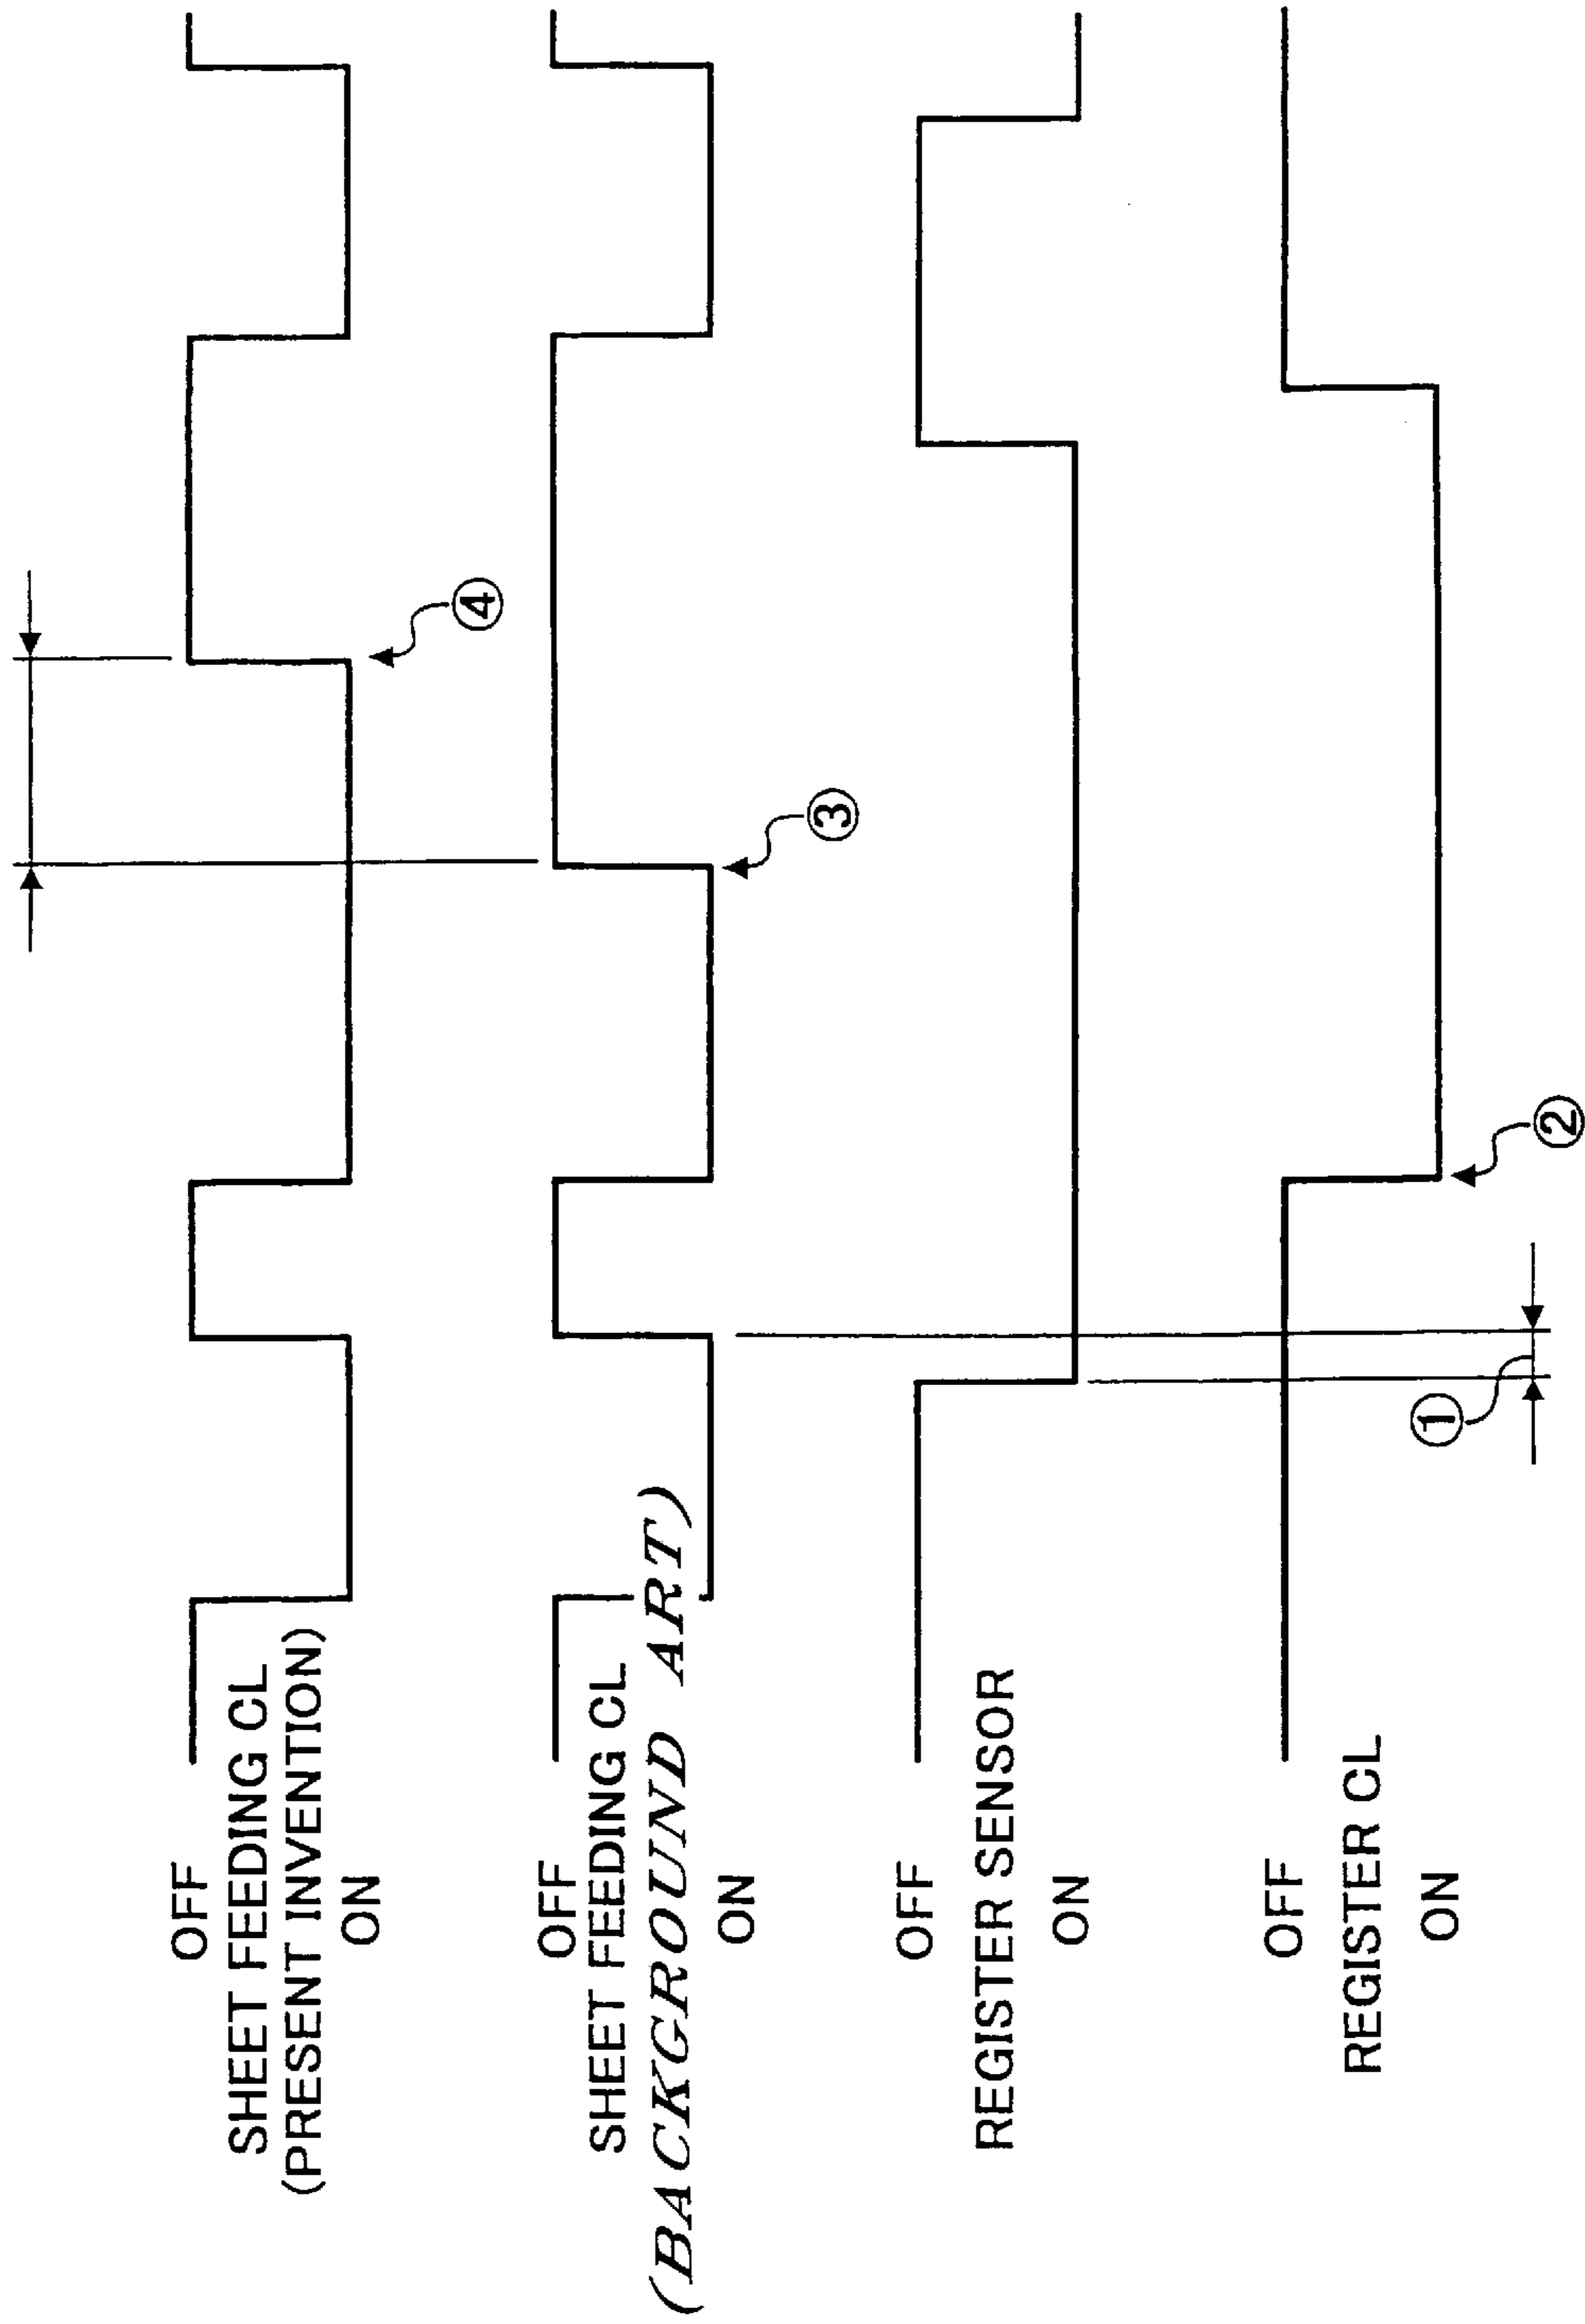 OFF
SHEET FEEDING CL
(PRESENT INVENTION)
ON
④
OFF
SHEET FEEDING CL
(BACKGROUND ART)
ON
③
OFF
REGISTER SENSOR
ON
OFF
REGISTER CL
ON
①
②